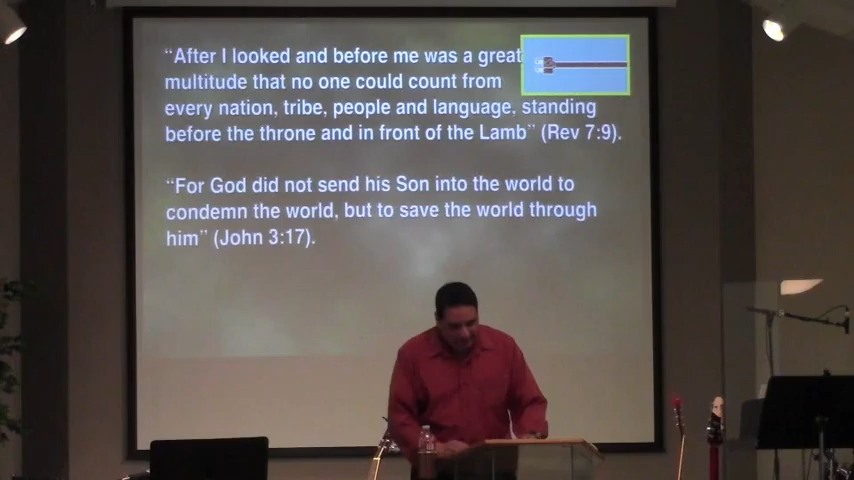 “After I looked and before me was a great
multitude that no one could count from
every nation, tribe, people and language, standing
before the throne and in front of the Lamb” (Rev 7:9).
“For God did not send his Son into the world to
condemn the world, but to save the world through
him” (John 3:17).